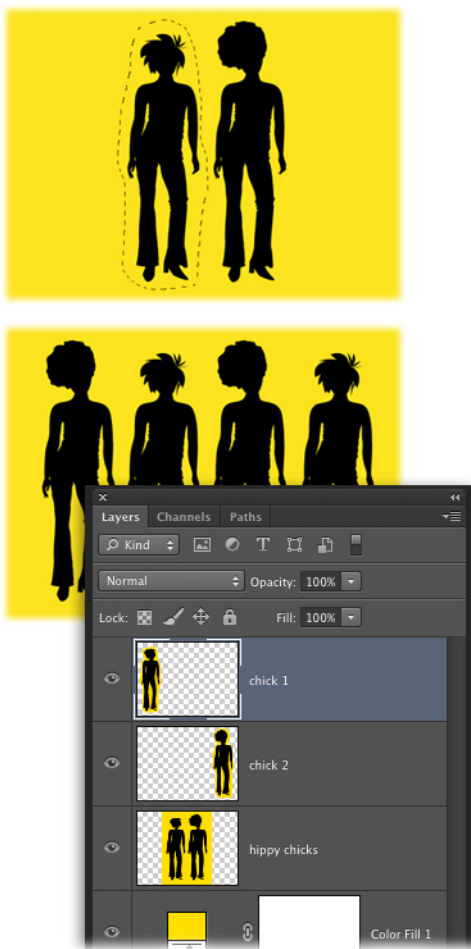 Layers Channels Paths
Kind T
Normal Opacity: 100%
Lock: Fill: 100%
chick 1
chick 2
hippy chicks
Color Fill 1